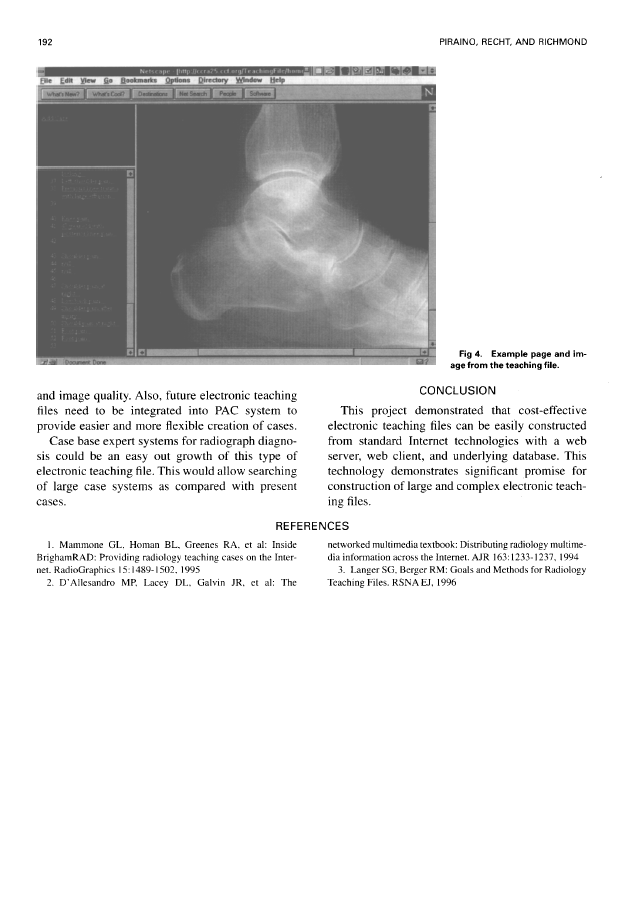 192
PIRAINO, RECHT, AND RICHMOND
File Edit View Go Bookmarks Options Directory Window Help
What's New? What's Cool? Destinations Net Search People Software
N
Document: Done
Fig 4. Example page and im-
age from the teaching file.
and image quality. Also, future electronic teaching
files need to be integrated into PAC system to
provide easier and more flexible creation of cases.
Case base expert systems for radiograph diagno-
sis could be an easy out growth of this type of
electronic teaching file. This would allow searching
of large case systems as compared with present
cases.
CONCLUSION
This project demonstrated that cost-effective
electronic teaching files can be easily constructed
from standard Internet technologies with a web
server, web client, and underlying database. This
technology demonstrates significant promise for
construction of large and complex electronic teach-
ing files.
REFERENCES
1. Mammone GL, Homan BL, Greenes RA, et al: Inside
BrighamRAD: Providing radiology teaching cases on the Inter-
net. RadioGraphics 15:1489-1502, 1995
2. D'Allesandro MP, Lacey DL, Galvin JR, et al: The
networked multimedia textbook: Distributing radiology multime-
dia information across the Internet. AJR 163:1233-1237, 1994
3. Langer SG, Berger RM: Goals and Methods for Radiology
Teaching Files. RSNA EJ, 1996